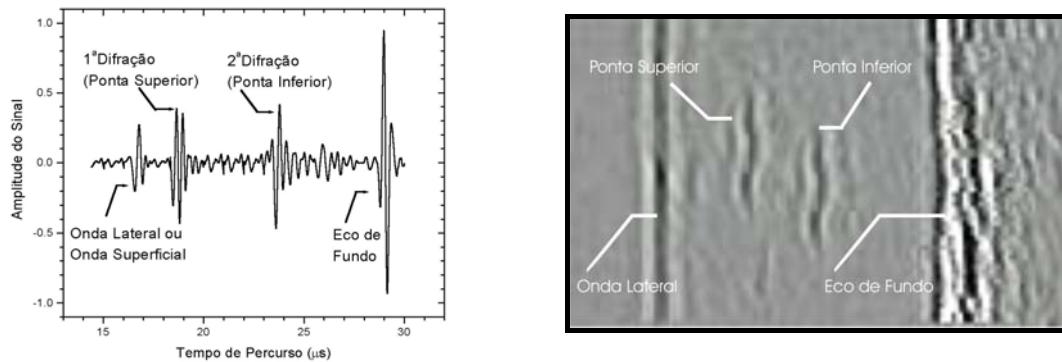 Amplitude do Sinal
1.0
0.5
0.0
-0.5
-1.0
1ªDifração
(Ponta Superior)
2ªDifração
(Ponta Inferior)
Onda Lateral ou
Onda Superficial
Eco de
Fundo
15
20
25
30
Tempo de Percurso (μs)
Ponta Superior
Ponta Inferior
Onda Lateral
Eco de Fundo